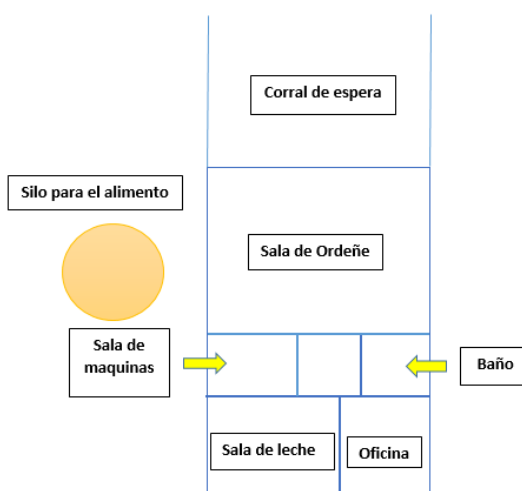 Corral de espera
Silo para el alimento
Sala de Ordeñe
Sala de
maquinas
Baño
Sala de leche
Oficina